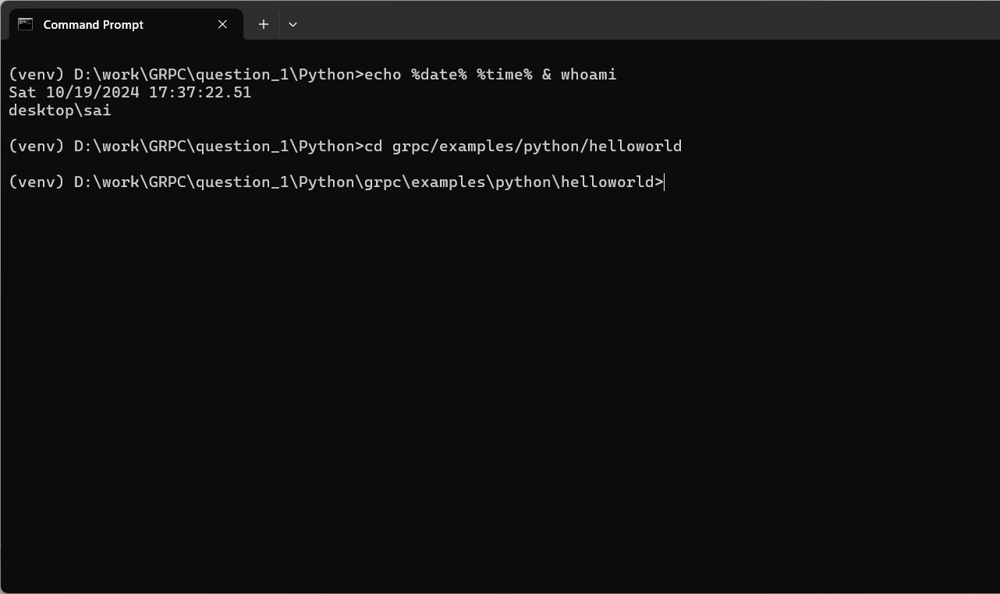 Command Prompt
(venv) D:\work\GRPC\question_1\Python>echo %date% %time% & whoami
Sat 10/19/2024 17:37:22.51
desktop\sai
(venv) D:\work\GRPC\question_1\Python>cd grpc/examples/python/helloworld
(venv) D:\work\GRPC\question_1\Python\grpc\examples\python\helloworld>